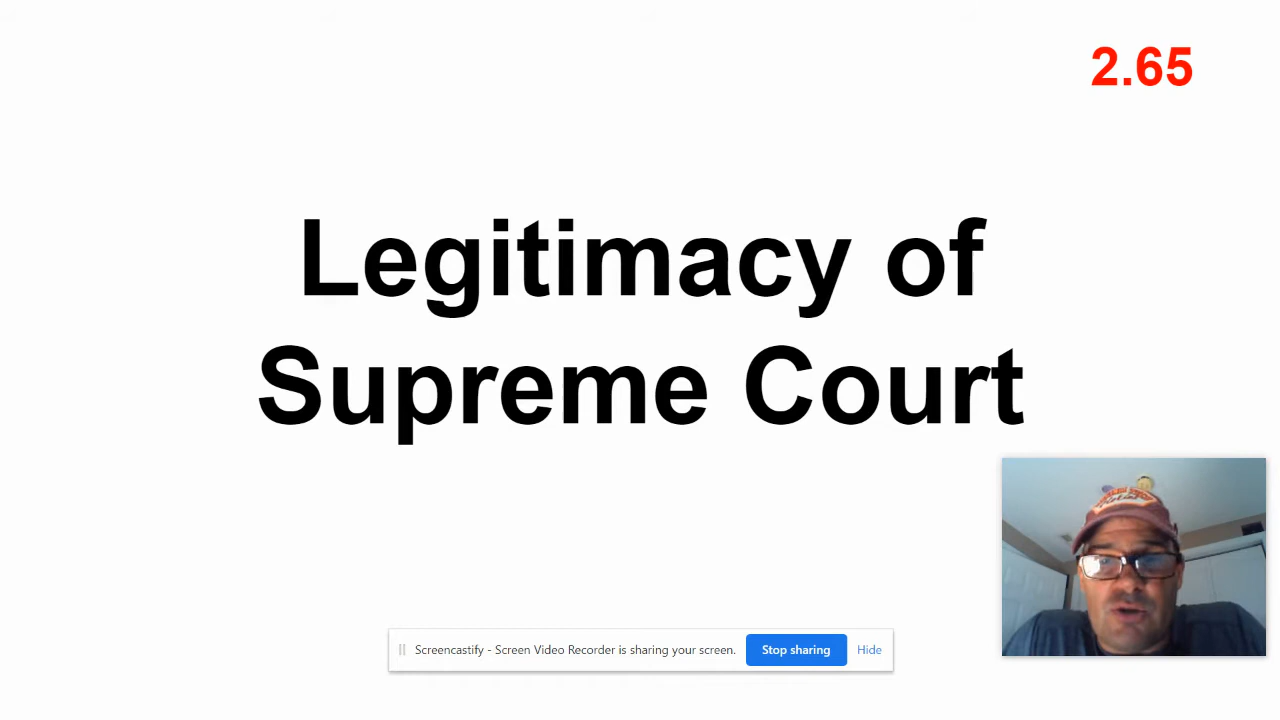 2.65
Legitimacy of
Supreme Court
Screencastify - Screen Video Recorder is sharing your screen. Stop sharing Hide